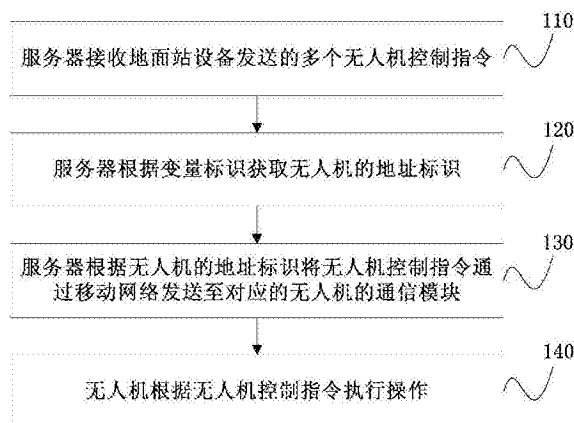 110
服务器接收地面站设备发送的多个无人机控制指令
120
服务器根据变量标识获取无人机的地址标识
130
服务器根据无人机的地址标识将无人机控制指令通
过移动网络发送至对应的无人机的通信模块
140
无人机根据无人机控制指令执行操作